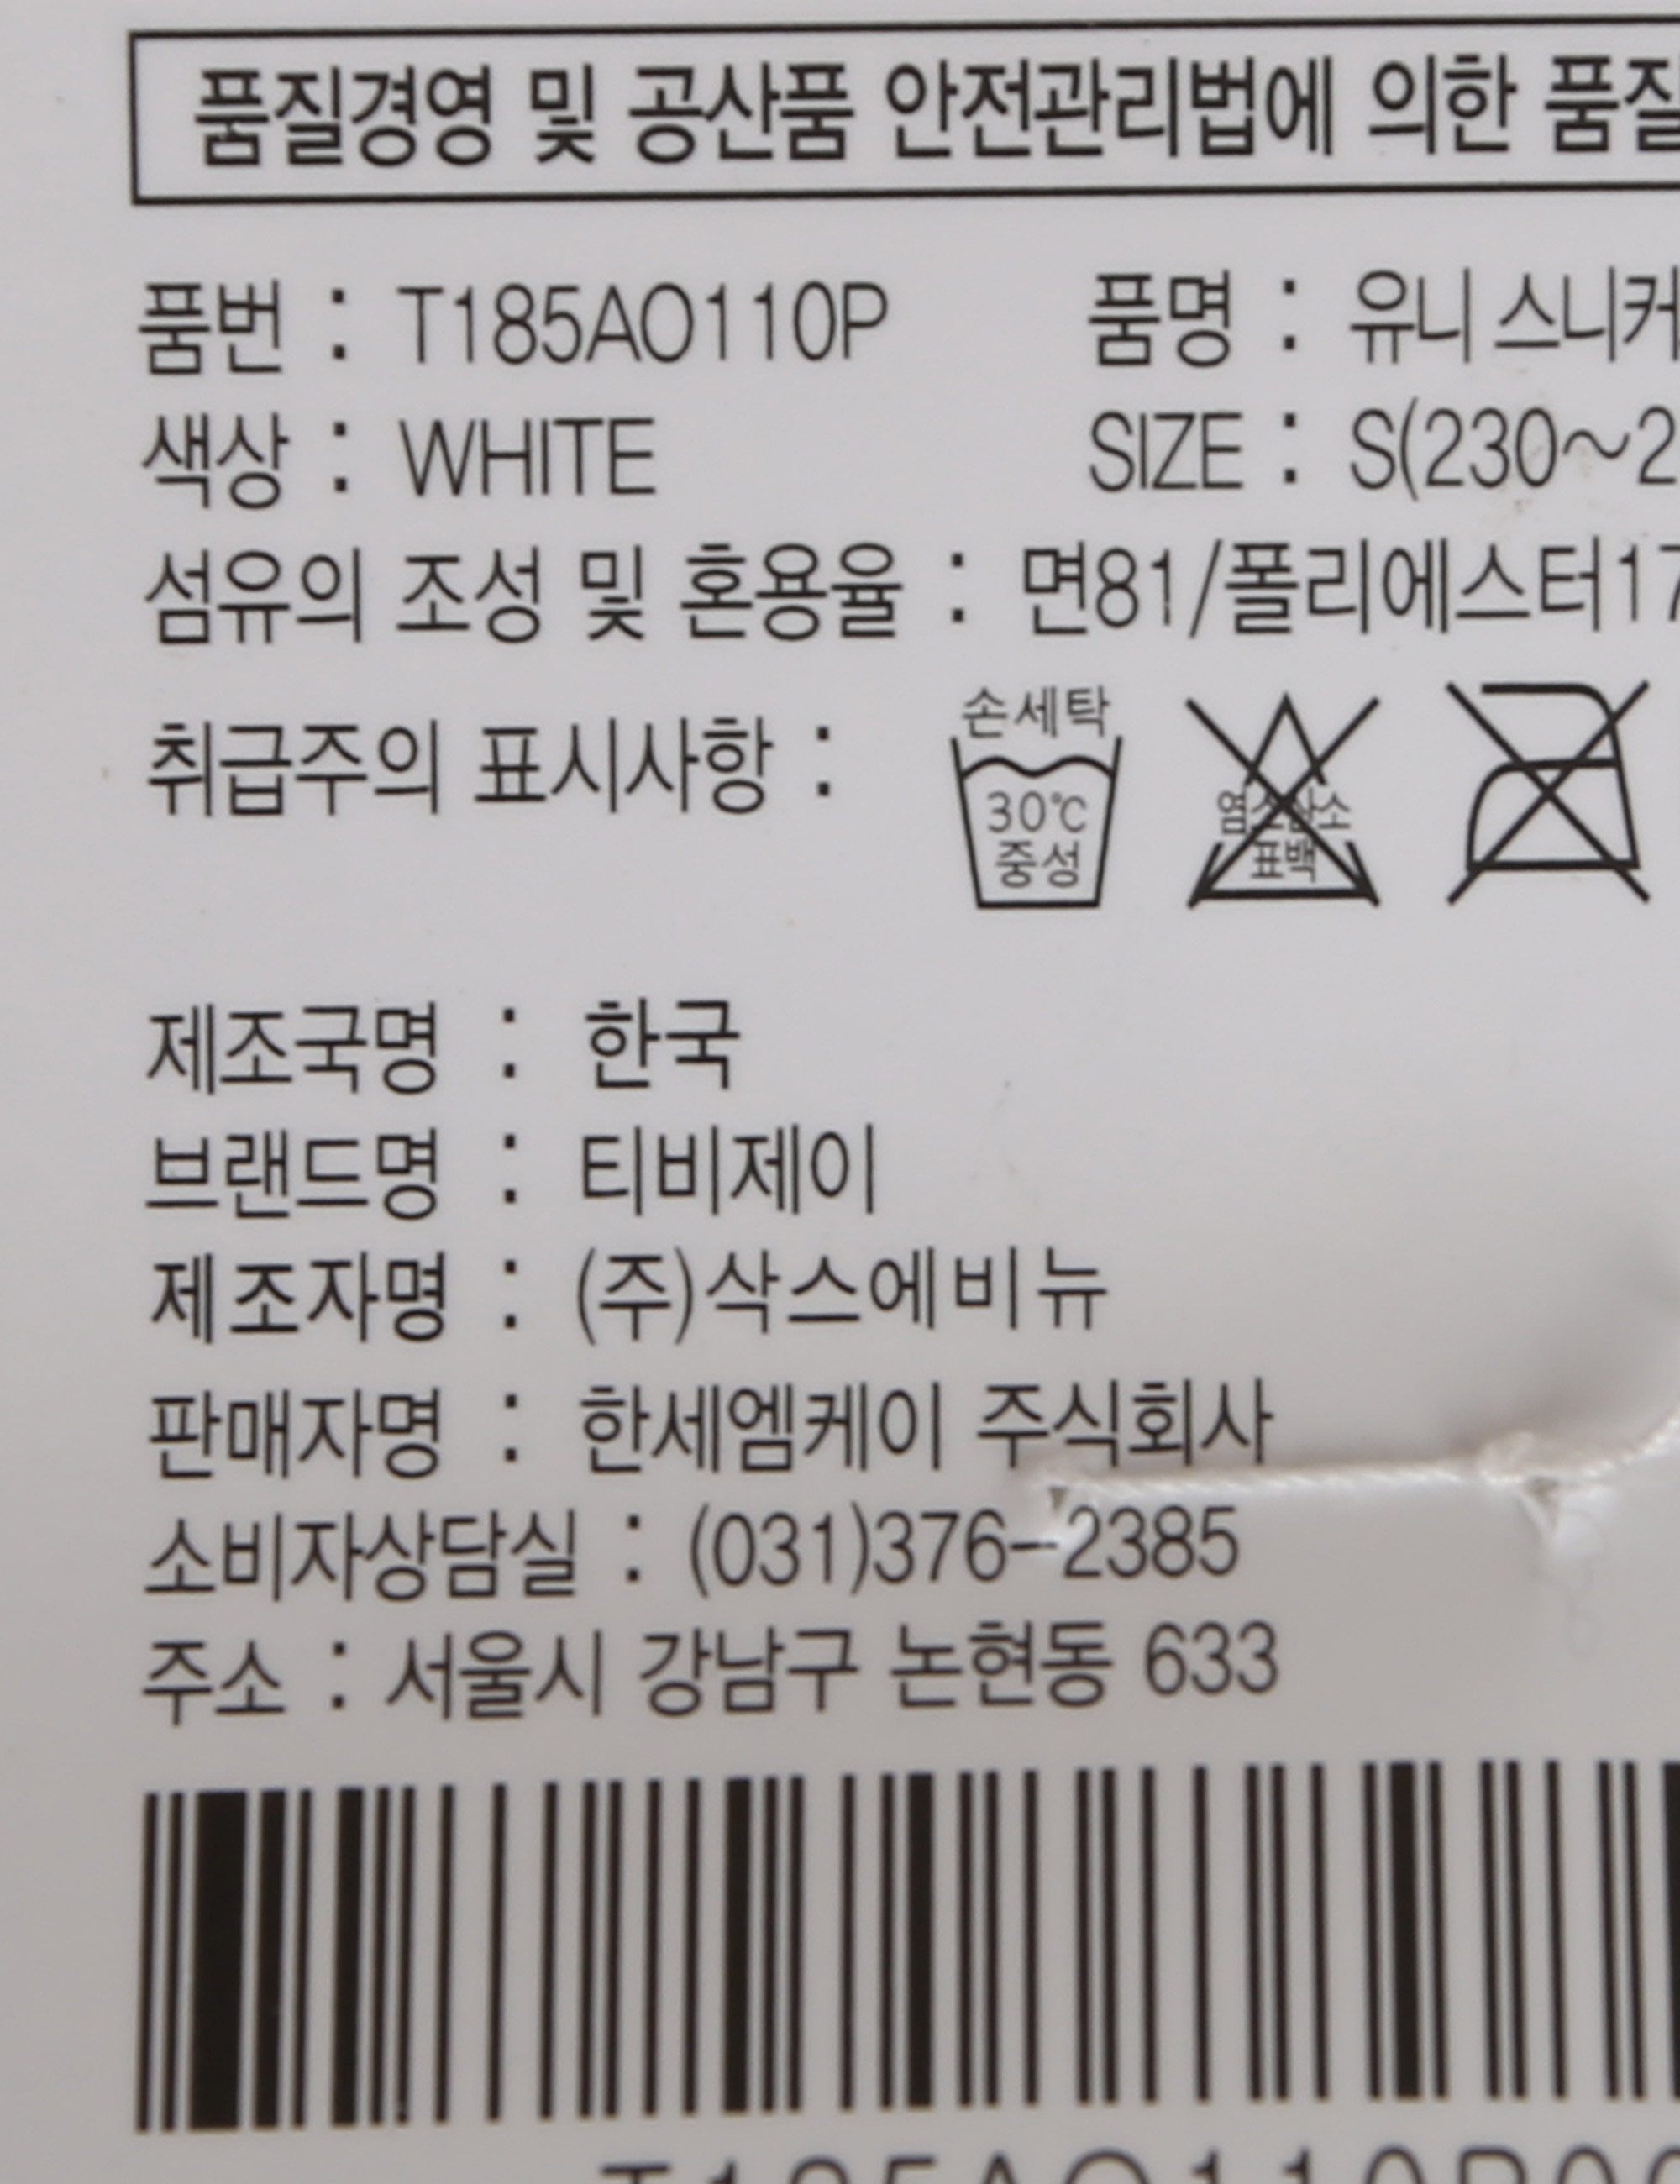 품질경영 및 공산품 안전관리법에 의한 품질
품번 : T185AO110P 품명 : 유니 스니커
색상 : WHITE SIZE : S(230~2
섬유의 조성 및 혼용율 : 면81/폴리에스터17
취급주의 표시사항 :
손세탁
30℃
중성
염소산소
표백
제조국명 : 한국
브랜드명 : 티비제이
제조자명 : (주)삭스에비뉴
판매자명 : 한세엠케이 주식회사
소비자상담실 : (031)376-2385
주소 : 서울시 강남구 논현동 633